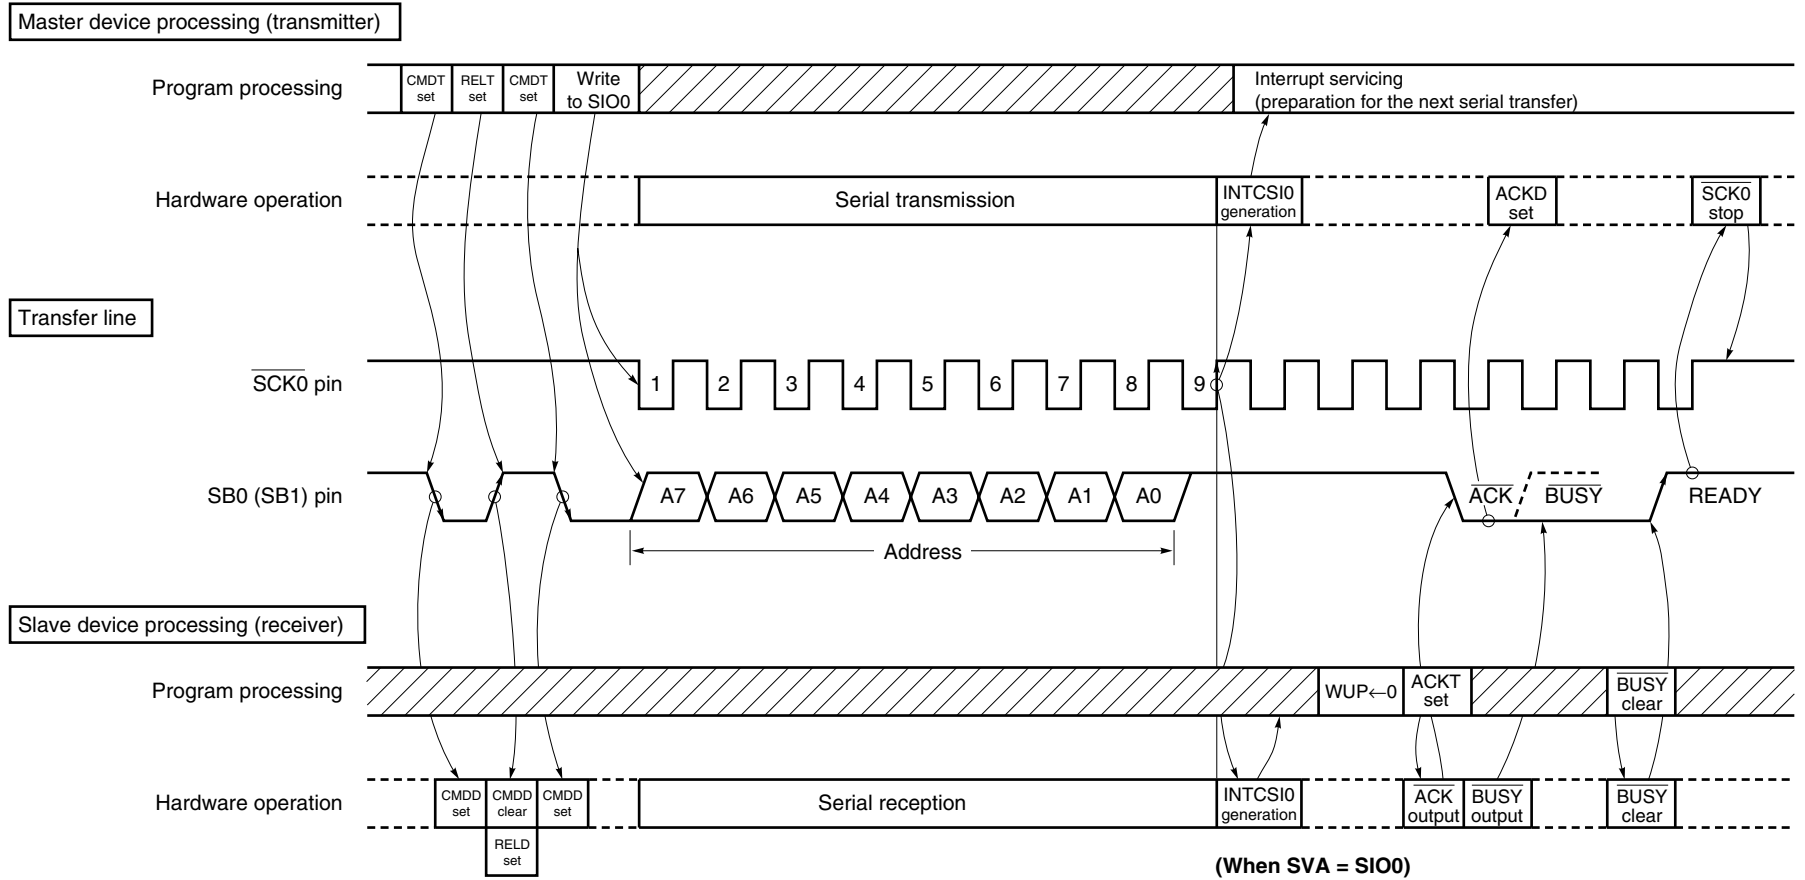 Master device processing (transmitter)
Program processing
CMDT
set
RELT
set
CMDT
set
Write
to SIO0
Interrupt servicing
(preparation for the next serial transfer)
Hardware operation
Serial transmission
INTCSI0
generation
ACKD
set
SCK0
stop
Transfer line
SCK0 pin
1 2 3 4 5 6 7 8 9
SB0 (SB1) pin
A7 A6 A5 A4 A3 A2 A1 A0
ACK
BUSY
READY
Address
Slave device processing (receiver)
Program processing
WUP←0
ACKT
set
BUSY
clear
Hardware operation
CMDD
set
CMDD
clear
CMDD
set
RELD
set
Serial reception
INTCSI0
generation
ACK
output
BUSY
output
BUSY
clear
(When SVA = SIO0)